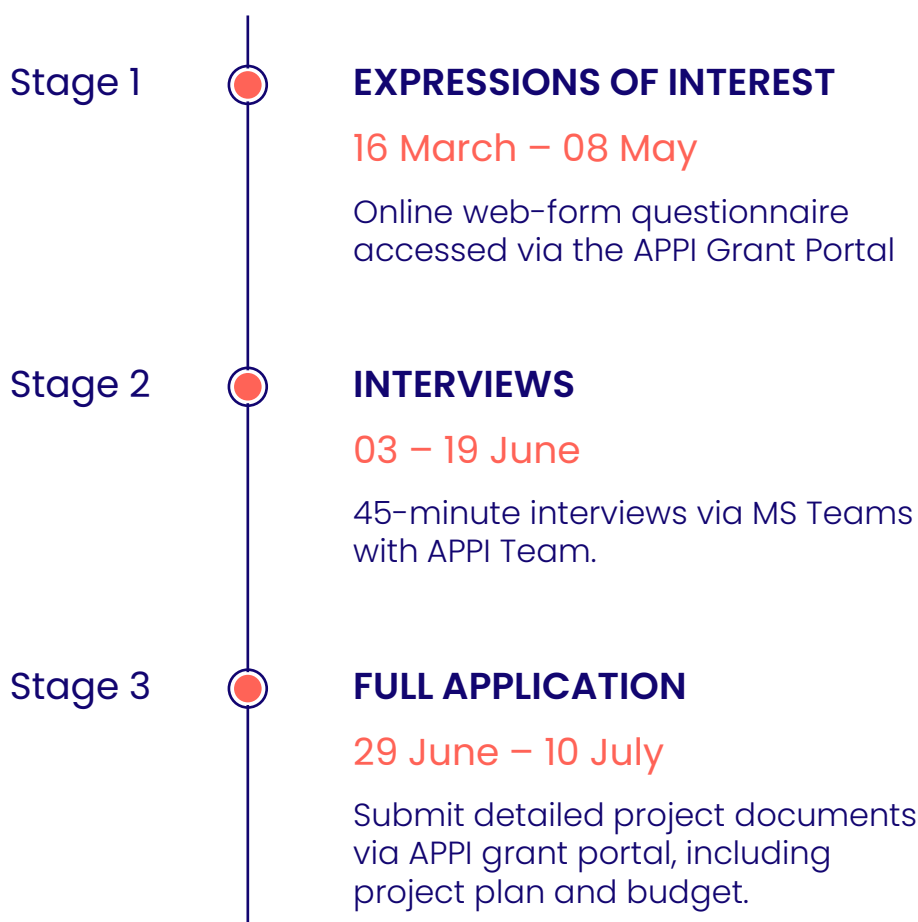 Stage 1
EXPRESSIONS OF INTEREST
16 March – 08 May
Online web-form questionnaire
accessed via the APPI Grant Portal
Stage 2
INTERVIEWS
03 – 19 June
45-minute interviews via MS Teams
with APPI Team.
Stage 3
FULL APPLICATION
29 June – 10 July
Submit detailed project documents
via APPI grant portal, including
project plan and budget.